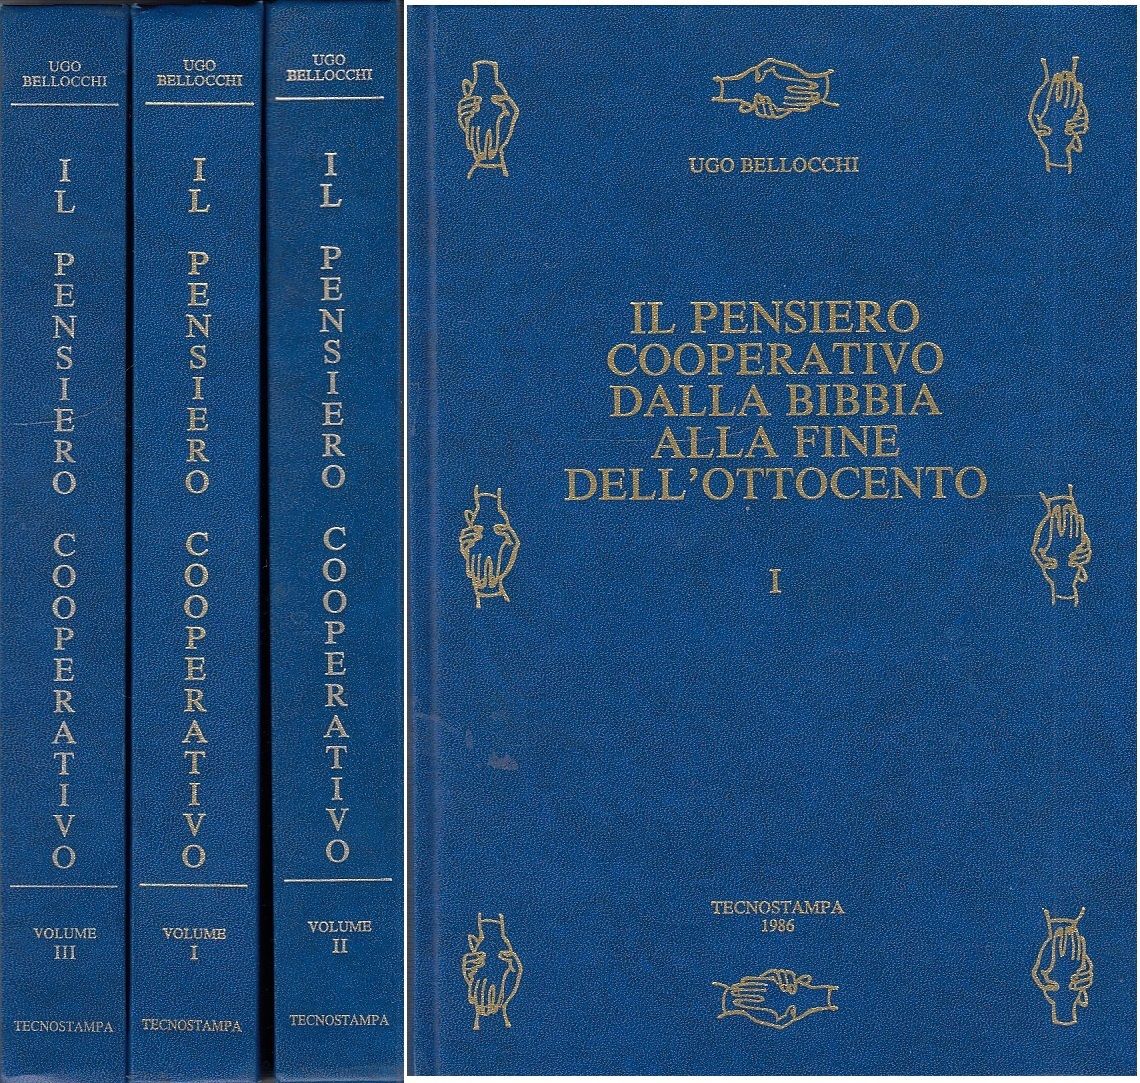 UGO
BELLOCCHI
IL PENSIERO COOPERATIVO
VOLUME
III
TECNOSTAMPA
UGO
BELLOCCHI
IL PENSIERO COOPERATIVO
VOLUME
I
TECNOSTAMPA
UGO
BELLOCCHI
IL PENSIERO COOPERATIVO
VOLUME
II
TECNOSTAMPA
UGO BELLOCCHI
IL PENSIERO
COOPERATIVO
DALLA BIBBIA
ALLA FINE
DELL'OTTOCENTO
I
TECNOSTAMPA
1986